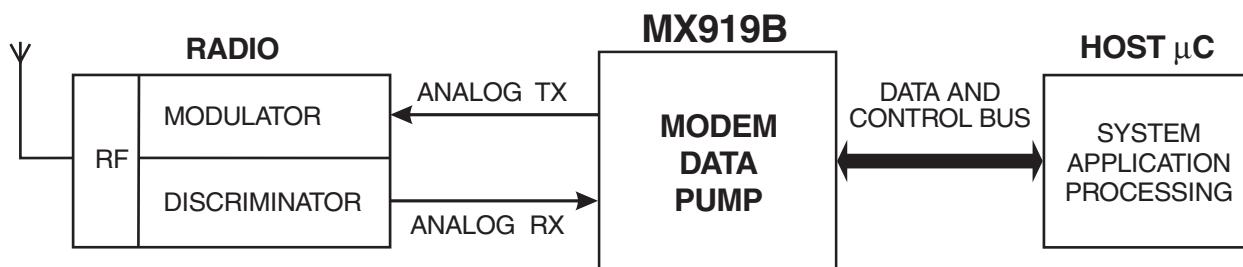 RADIO
RF
MODULATOR
DISCRIMINATOR
ANALOG TX
ANALOG RX
MX919B
MODEM
DATA
PUMP
DATA AND
CONTROL BUS
HOST µC
SYSTEM
APPLICATION
PROCESSING